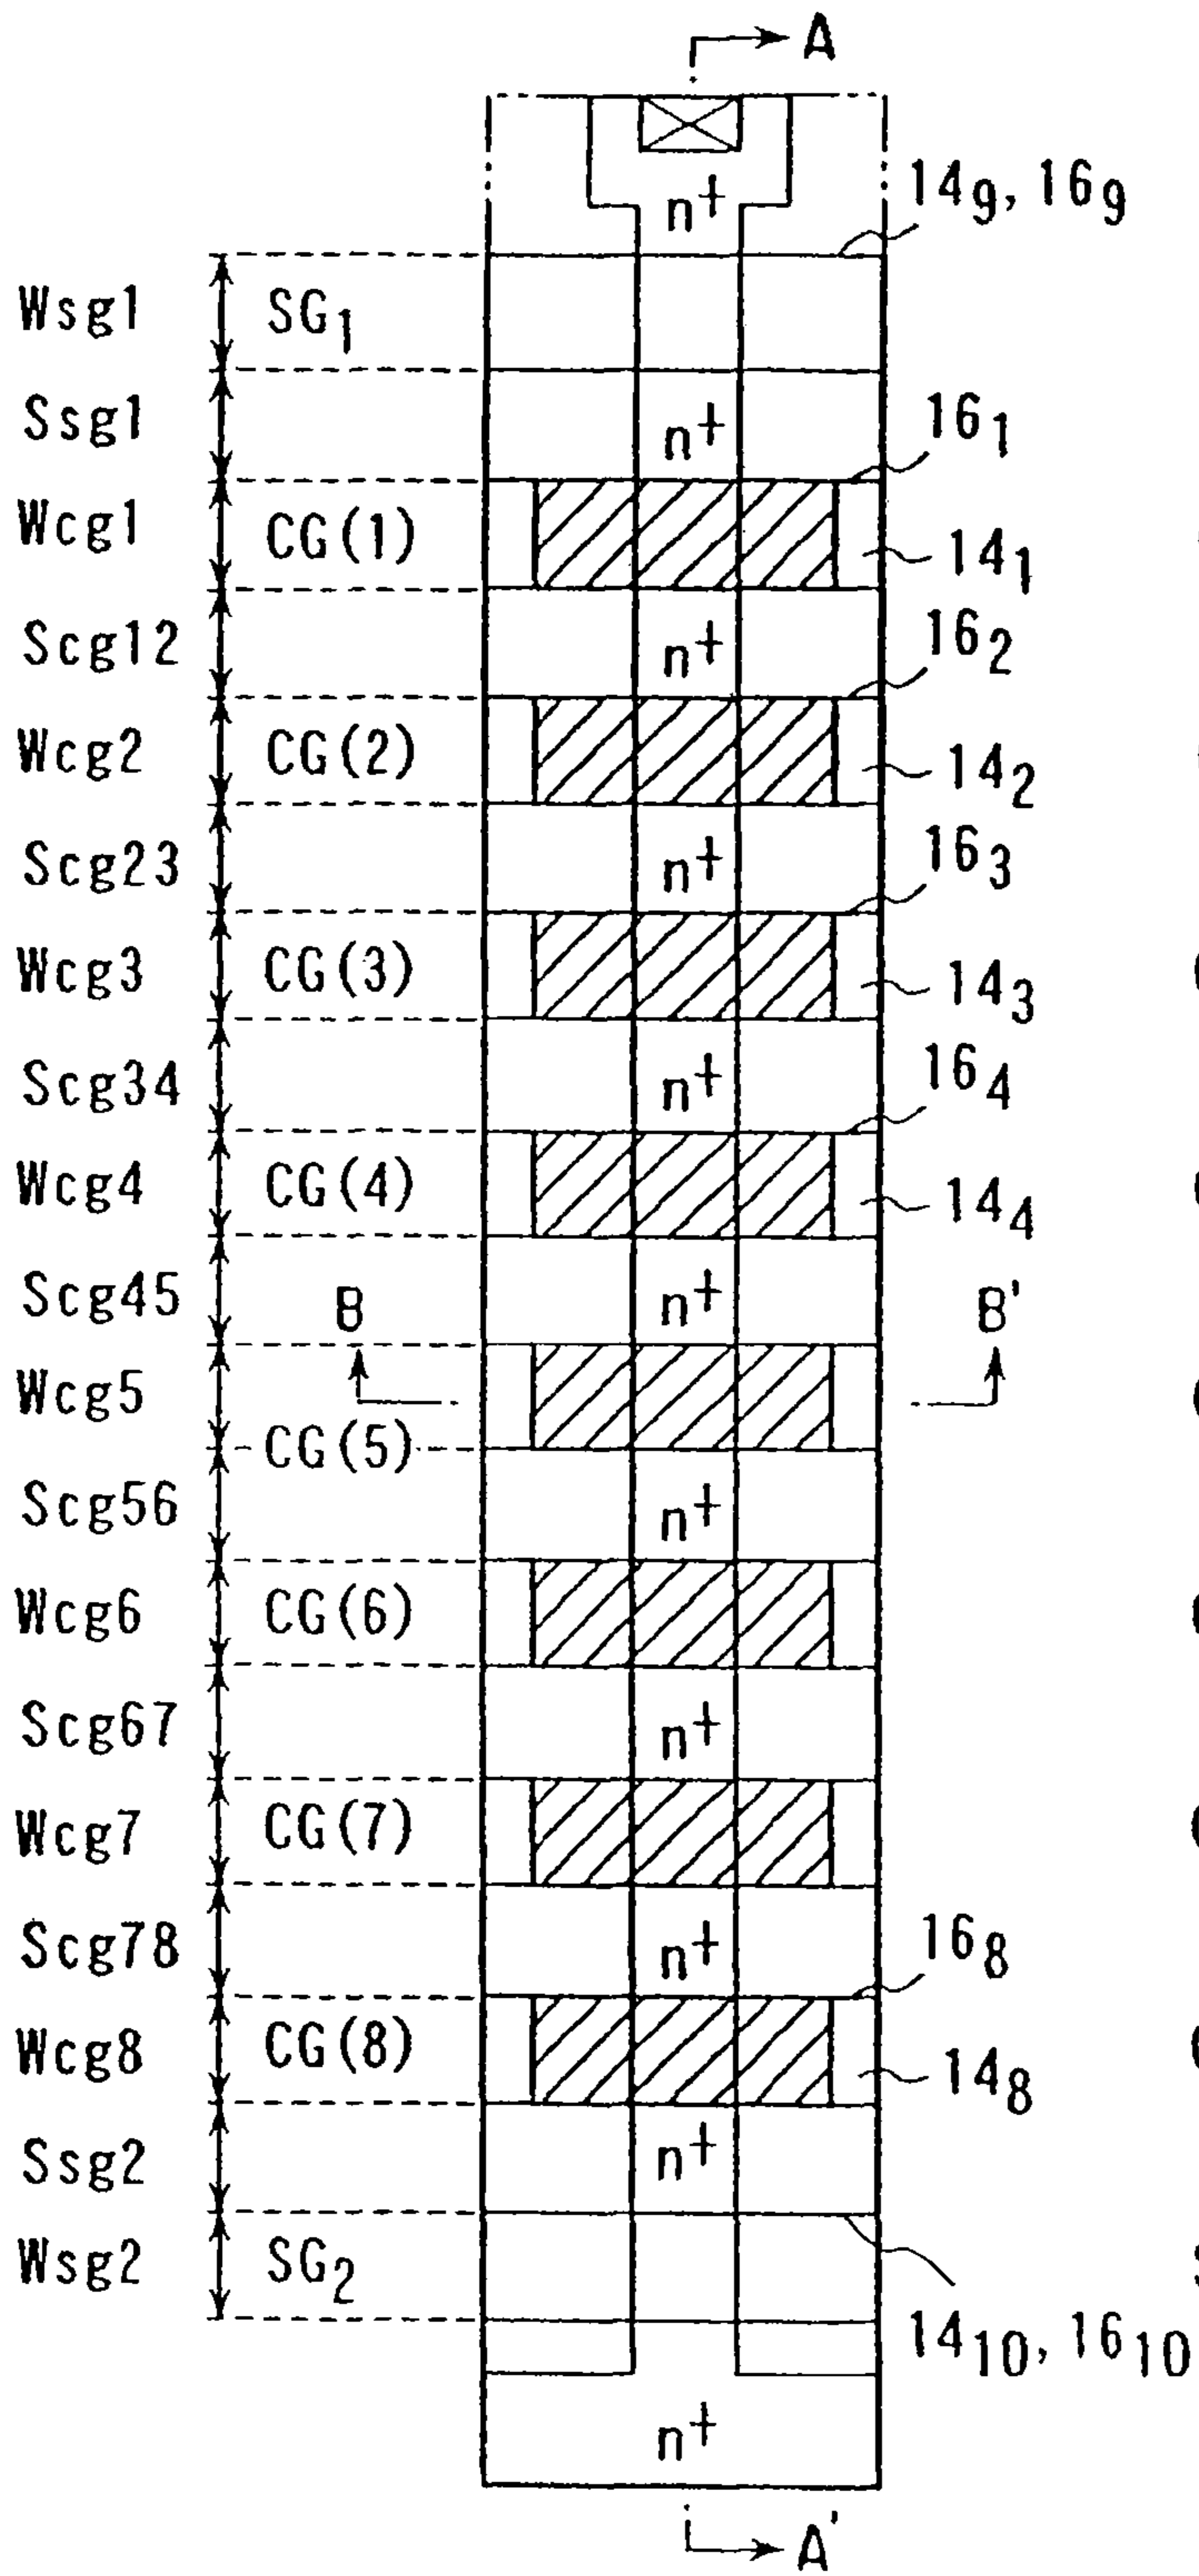 A
n+
14₉, 16₉
Wsg1 SG₁
Ssg1 n+
16₁
Wcg1 CG(1) 14₁
Scg12 n+
16₂
Wcg2 CG(2) 14₂
Scg23 n+
16₃
Wcg3 CG(3) 14₃
Scg34 n+
16₄
Wcg4 CG(4) 14₄
Scg45 n+
B B'
Wcg5
CG(5)
Scg56 n+
Wcg6 CG(6)
Scg67 n+
Wcg7 CG(7)
Scg78 n+
16₈
Wcg8 CG(8) 14₈
Ssg2 n+
Wsg2 SG₂
14₁₀, 16₁₀
n+
A'